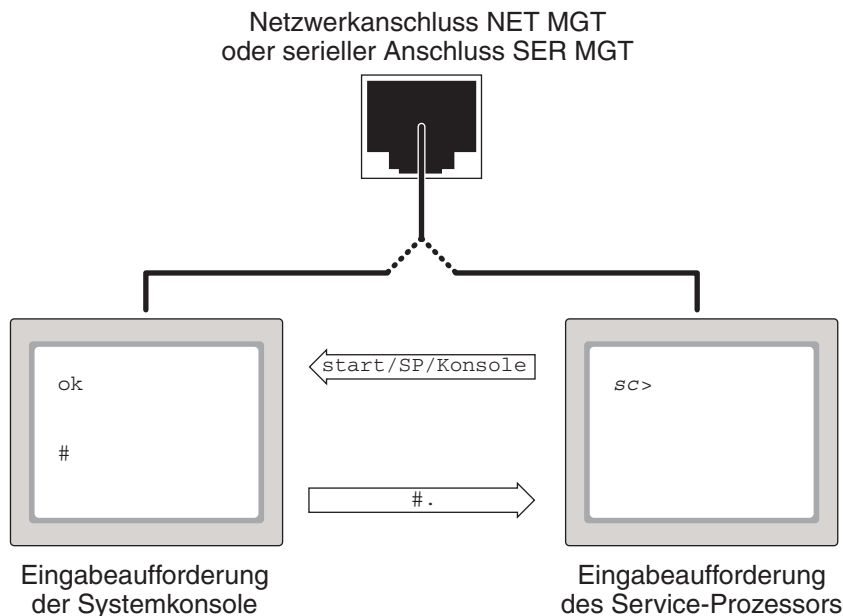 Netzwerkanschluss NET MGT
oder serieller Anschluss SER MGT
start/SP/Konsole
ok
sc>
#
#.
Eingabeaufforderung
der Systemkonsole
Eingabeaufforderung
des Service-Prozessors